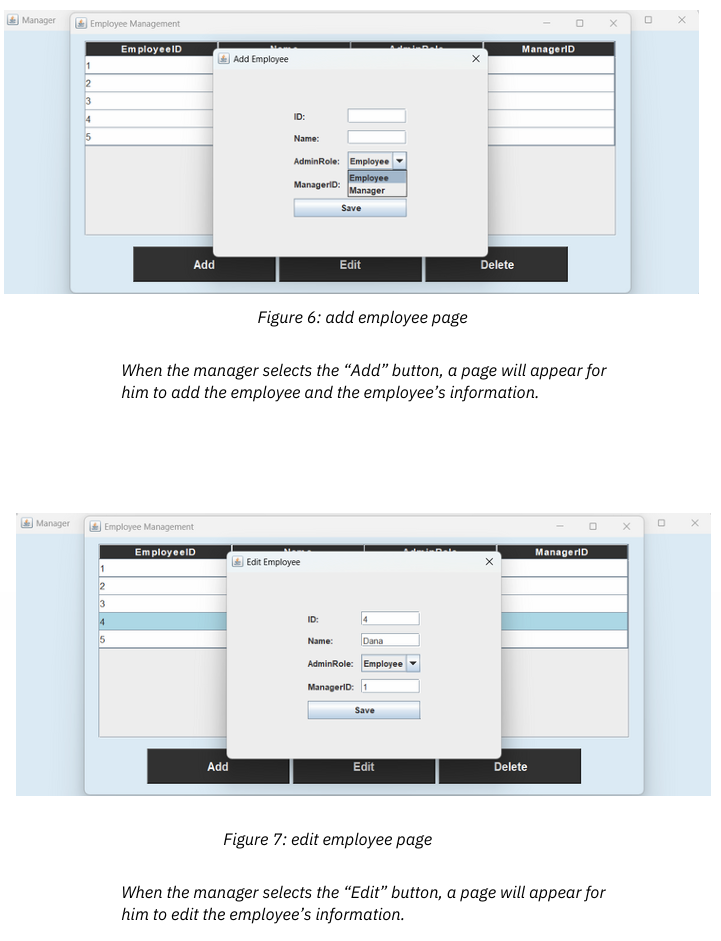 Manager
Employee Management
EmployeeID Name AdminRole ManagerID
Add Employee
1
2
3
4
5
ID:
Name:
AdminRole: Employee
Employee
Manager
ManagerID:
Save
Add Edit Delete
Figure 6: add employee page
When the manager selects the “Add” button, a page will appear for
him to add the employee and the employee’s information.
Manager
Employee Management
EmployeeID Name AdminRole ManagerID
Edit Employee
1
2
3
4
5
ID: 4
Name: Dana
AdminRole: Employee
ManagerID: 1
Save
Add Edit Delete
Figure 7: edit employee page
When the manager selects the “Edit” button, a page will appear for
him to edit the employee’s information.